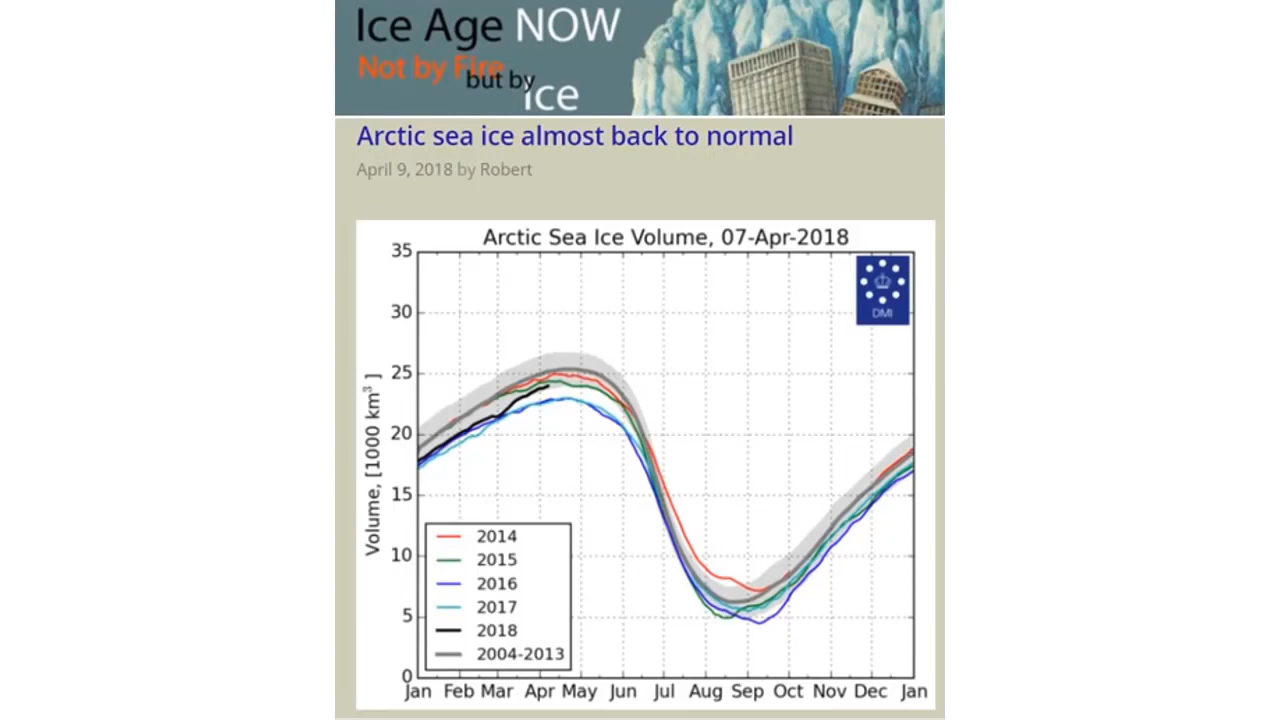 Ice Age NOW
Not by Fire
but by
ice
Arctic sea ice almost back to normal
April 9, 2018 by Robert
Arctic Sea Ice Volume, 07-Apr-2018
35
30
25
20
15
10
5
0
Volume, [1000 km³ ]
DMI
2014
2015
2016
2017
2018
2004-2013
Jan Feb Mar Apr May Jun Jul Aug Sep Oct Nov Dec Jan